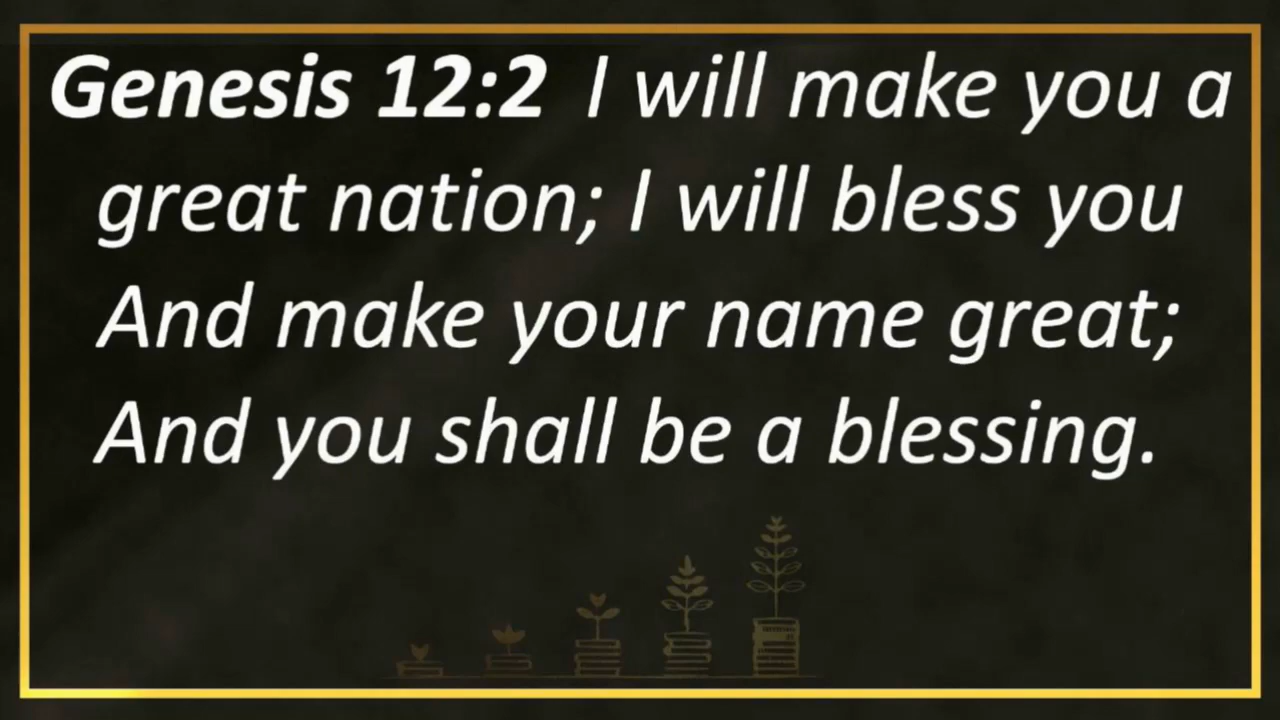 Genesis 12:2 I will make you a
great nation; I will bless you
And make your name great;
And you shall be a blessing.